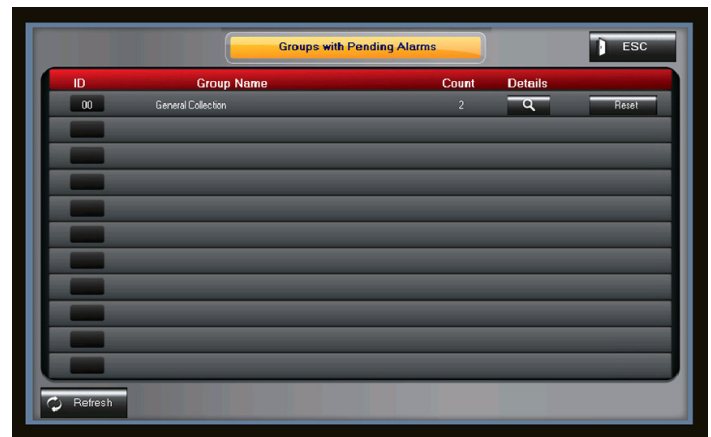 Groups with Pending Alarms
ESC
ID Group Name Count Details
00 General Collection 2 Reset
Refresh